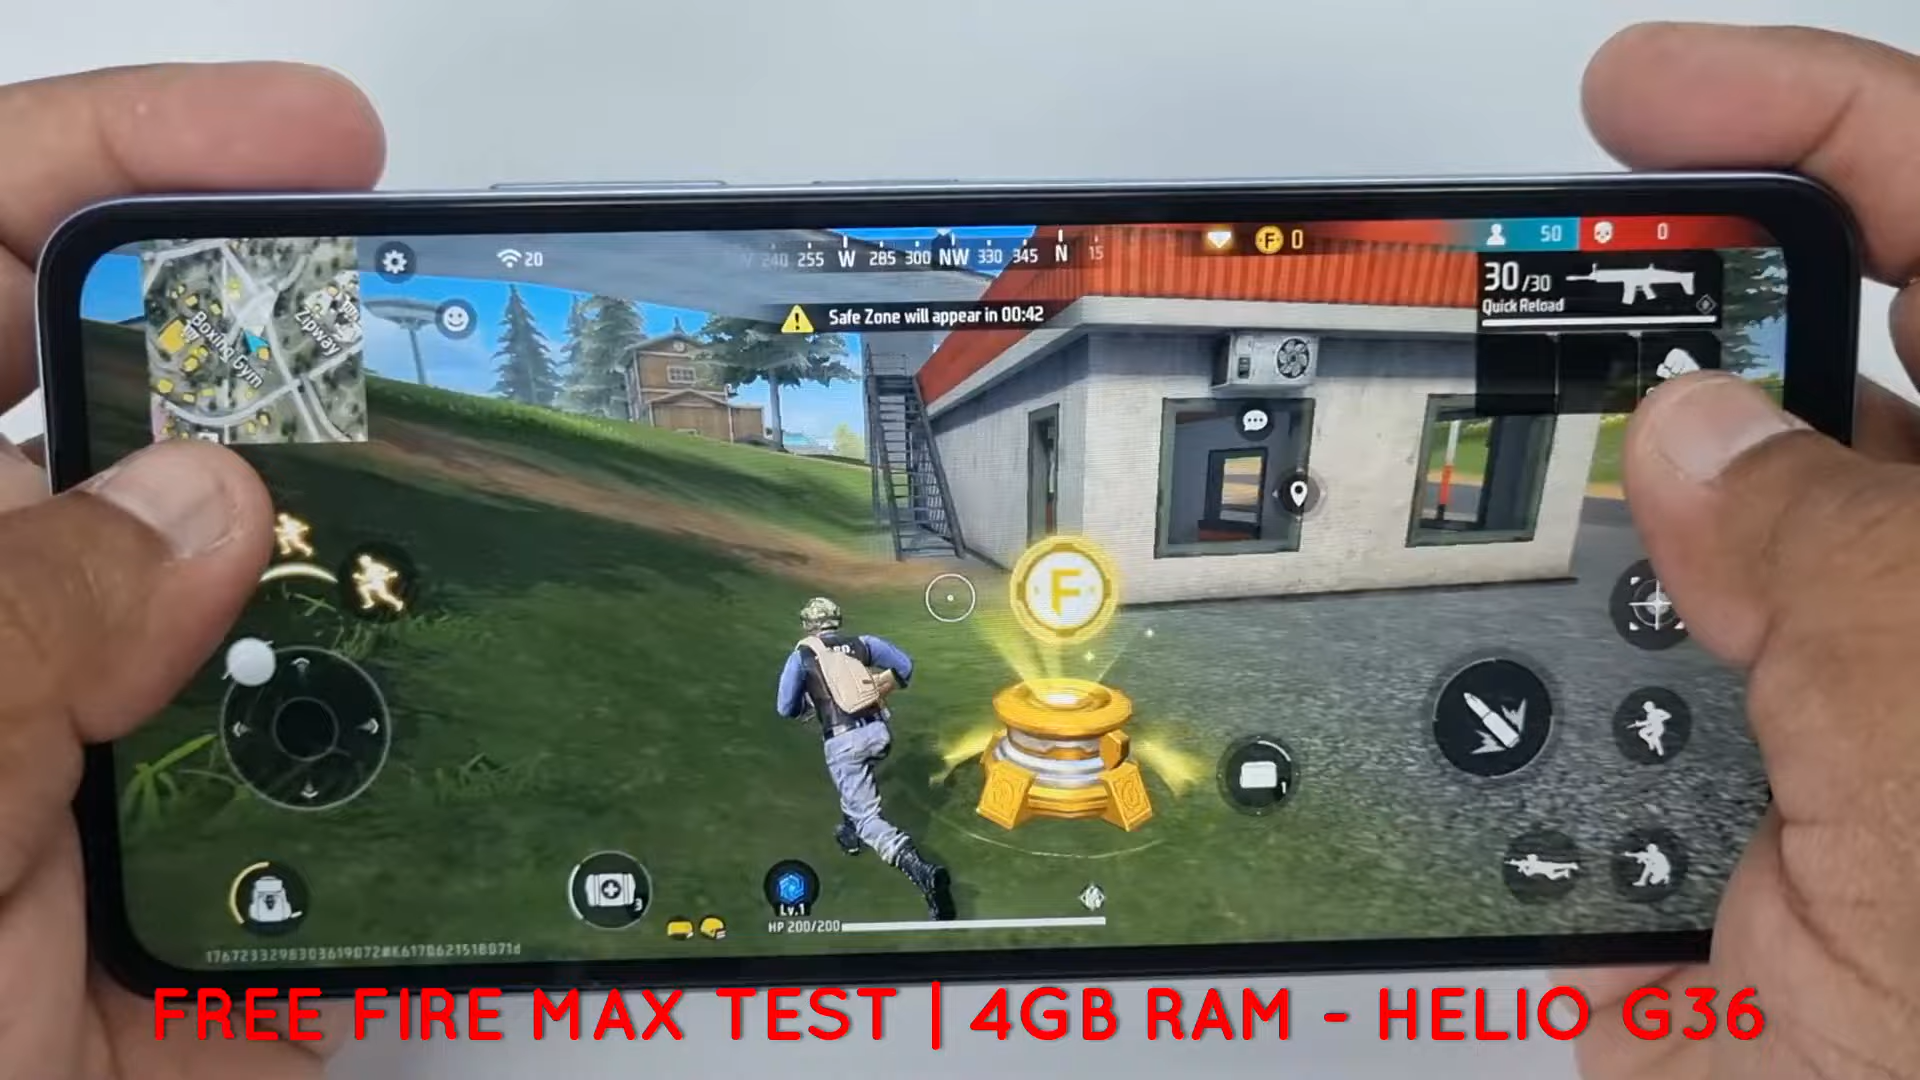 20
240 255 W 285 300 NW 330 345 N 15
F 0
50
0
Safe Zone will appear in 00:42
30/30
Quick Reload
Boxing Gym
Zipway
F
1
3
Lv.1
HP 200/200
FREE FIRE MAX TEST | 4GB RAM - HELIO G36